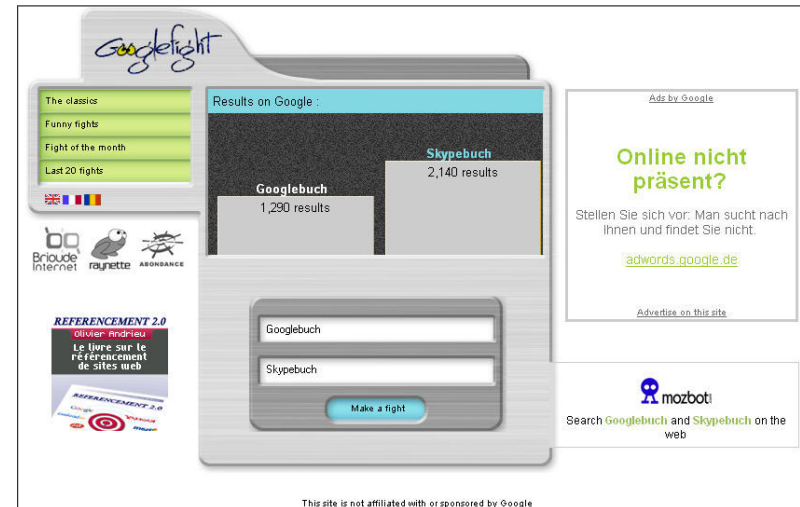 Googlefight
The classics
Funny fights
Fight of the month
Last 20 fights
Results on Google :
Skypebuch
2,140 results
Googlebuch
1,290 results
Brioude
Internet
raynette
ABONDANCE
REFERENCEMENT 2.0
Olivier Andrieu
Le livre sur le
référencement
de sites web
REFERENCEMENT 2.0
Google
Googlebuch
Skypebuch
Make a fight
Ads by Google
Online nicht
präsent?
Stellen Sie sich vor: Man sucht nach
Ihnen und findet Sie nicht.
adwords.google.de
Advertise on this site
mozbot
Search Googlebuch and Skypebuch on the
web
This site is not affiliated with or sponsored by Google